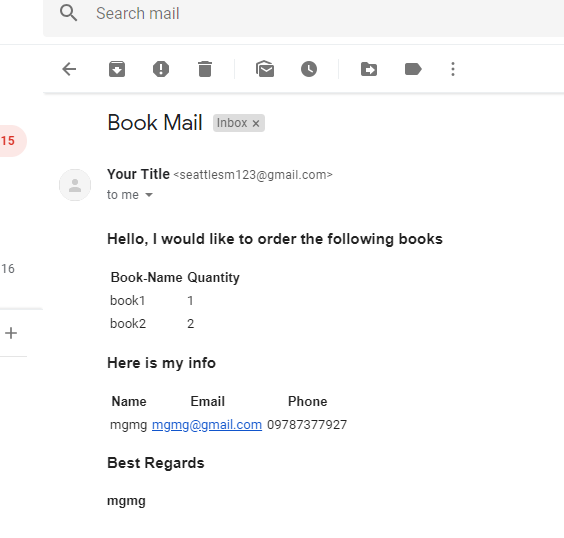 Search mail
Book Mail Inbox ×
15
Your Title <seattlesm123@gmail.com>
to me
Hello, I would like to order the following books
16
Book-Name Quantity
book1 1
book2 2
Here is my info
Name Email Phone
mgmg mgmg@gmail.com 09787377927
Best Regards
mgmg